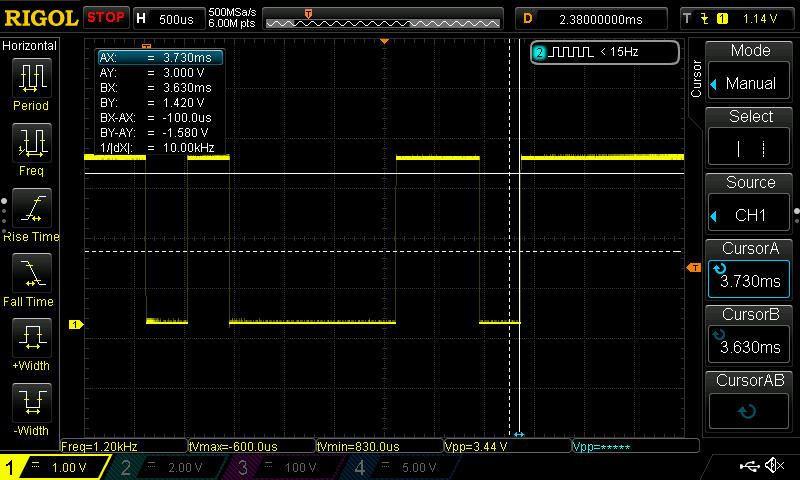 RIGOL STOP H 500us 500MSa/s 6.00M pts D 2.38000000ms T 1 1.14 V
Horizontal
Period
Freq
Rise Time
Fall Time
+Width
-Width
AX: = 3.730ms
AY: = 3.000 V
BX: = 3.630ms
BY: = 1.420 V
BX-AX: = -100.0us
BY-AY: = -1.580 V
1/|dX|: = 10.00kHz
2 < 15Hz
T
T
T
1
Cursor
Mode
Manual
Select
Source
CH1
CursorA
3.730ms
CursorB
3.630ms
CursorAB
Freq=1.20kHz tVmax=-600.0us tVmin=830.0us Vpp=3.44 V Vpp=*****
1 = 1.00 V 2 = 2.00 V 3 = 100 V 4 = 5.00 V